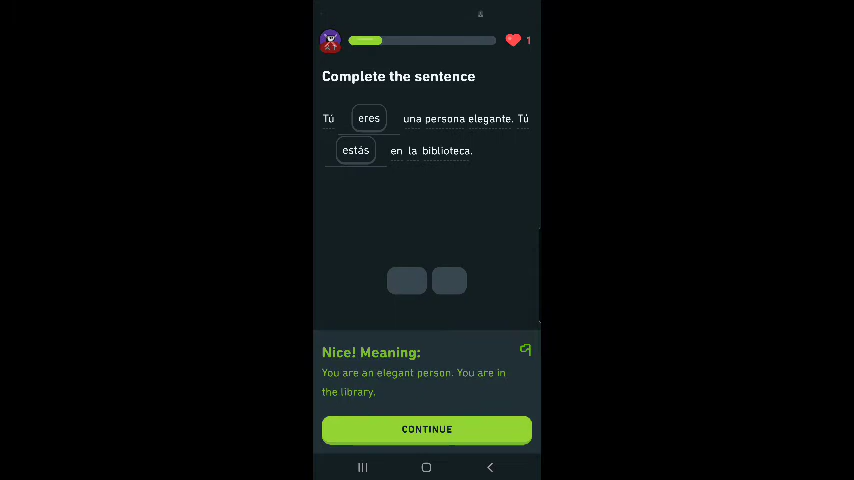 1
Complete the sentence
Tú eres una persona elegante. Tú
estás en la biblioteca.
Nice! Meaning:
You are an elegant person. You are in
the library.
CONTINUE